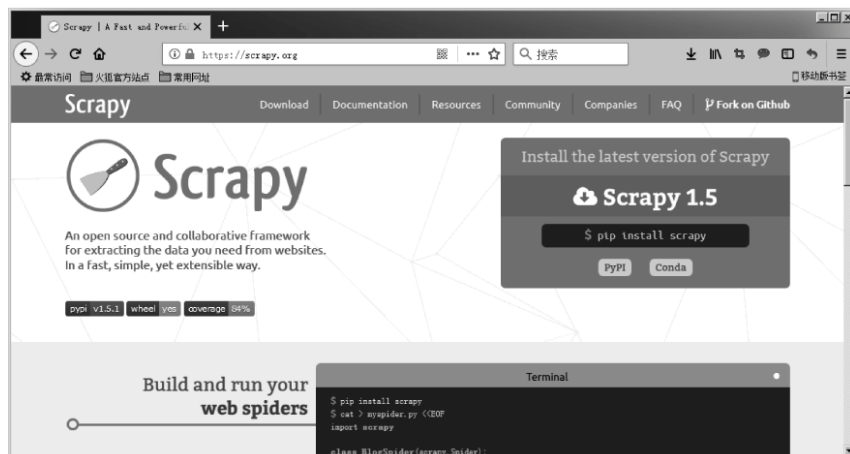 Scrapy | A Fast and Powerfu
https://scrapy.org
搜索
最常访问 火狐官方站点 常用网址 移动版书签
Scrapy Download Documentation Resources Community Companies FAQ Fork on Github
Scrapy
An open source and collaborative framework
for extracting the data you need from websites.
In a fast, simple, yet extensible way.
pypi v1.5.1 wheel yes coverage 84%
Install the latest version of Scrapy
Scrapy 1.5
$ pip install scrapy
PyPI Conda
Build and run your
web spiders
Terminal
$ pip install scrapy
$ cat > myspider.py <<EOF
import scrapy
class BlogSpider(scrapy.Spider):